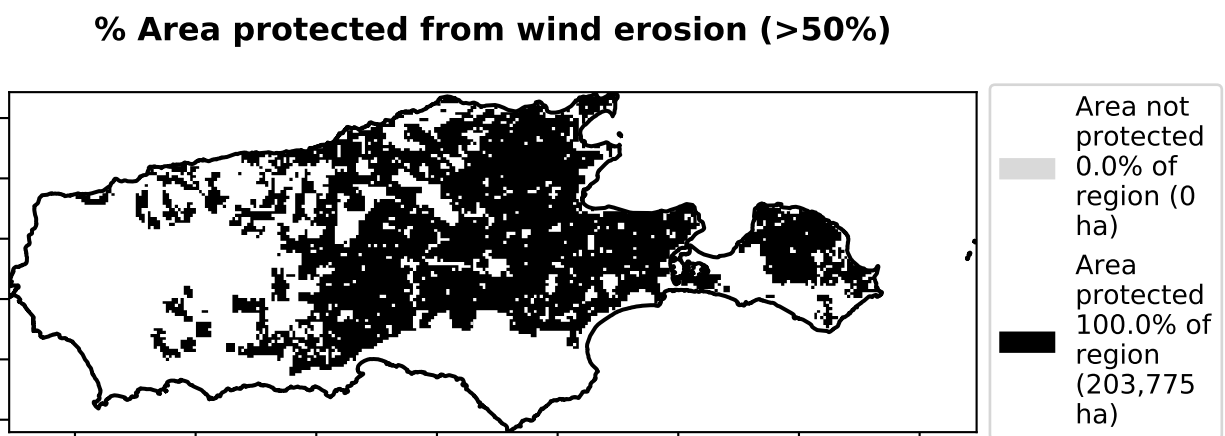 % Area protected from wind erosion (>50%)
Area not
protected
0.0% of
region (0
ha)
Area
protected
100.0% of
region
(203,775
ha)